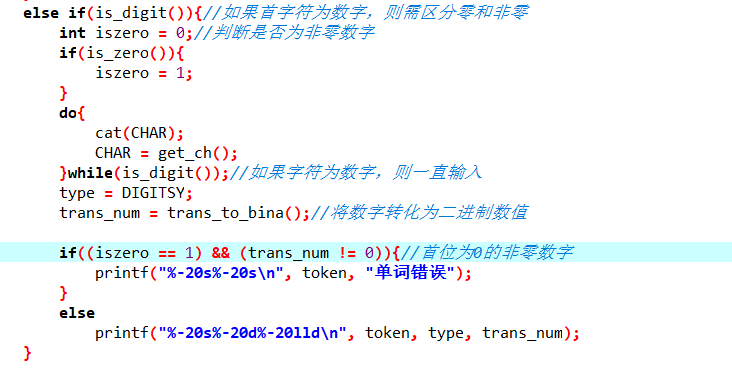 else if(is_digit()){//如果首字符为数字，则需区分零和非零
int iszero = 0;//判断是否为非零数字
if(is_zero()){
iszero = 1;
}
do{
cat(CHAR);
CHAR = get_ch();
}while(is_digit());//如果字符为数字，则一直输入
type = DIGITSY;
trans_num = trans_to_bina();//将数字转化为二进制数值
if((iszero == 1) && (trans_num != 0)){//首位为0的非零数字
printf("%-20s%-20s\n", token, "单词错误");
}
else
printf("%-20s%-20d%-20lld\n", token, type, trans_num);
}